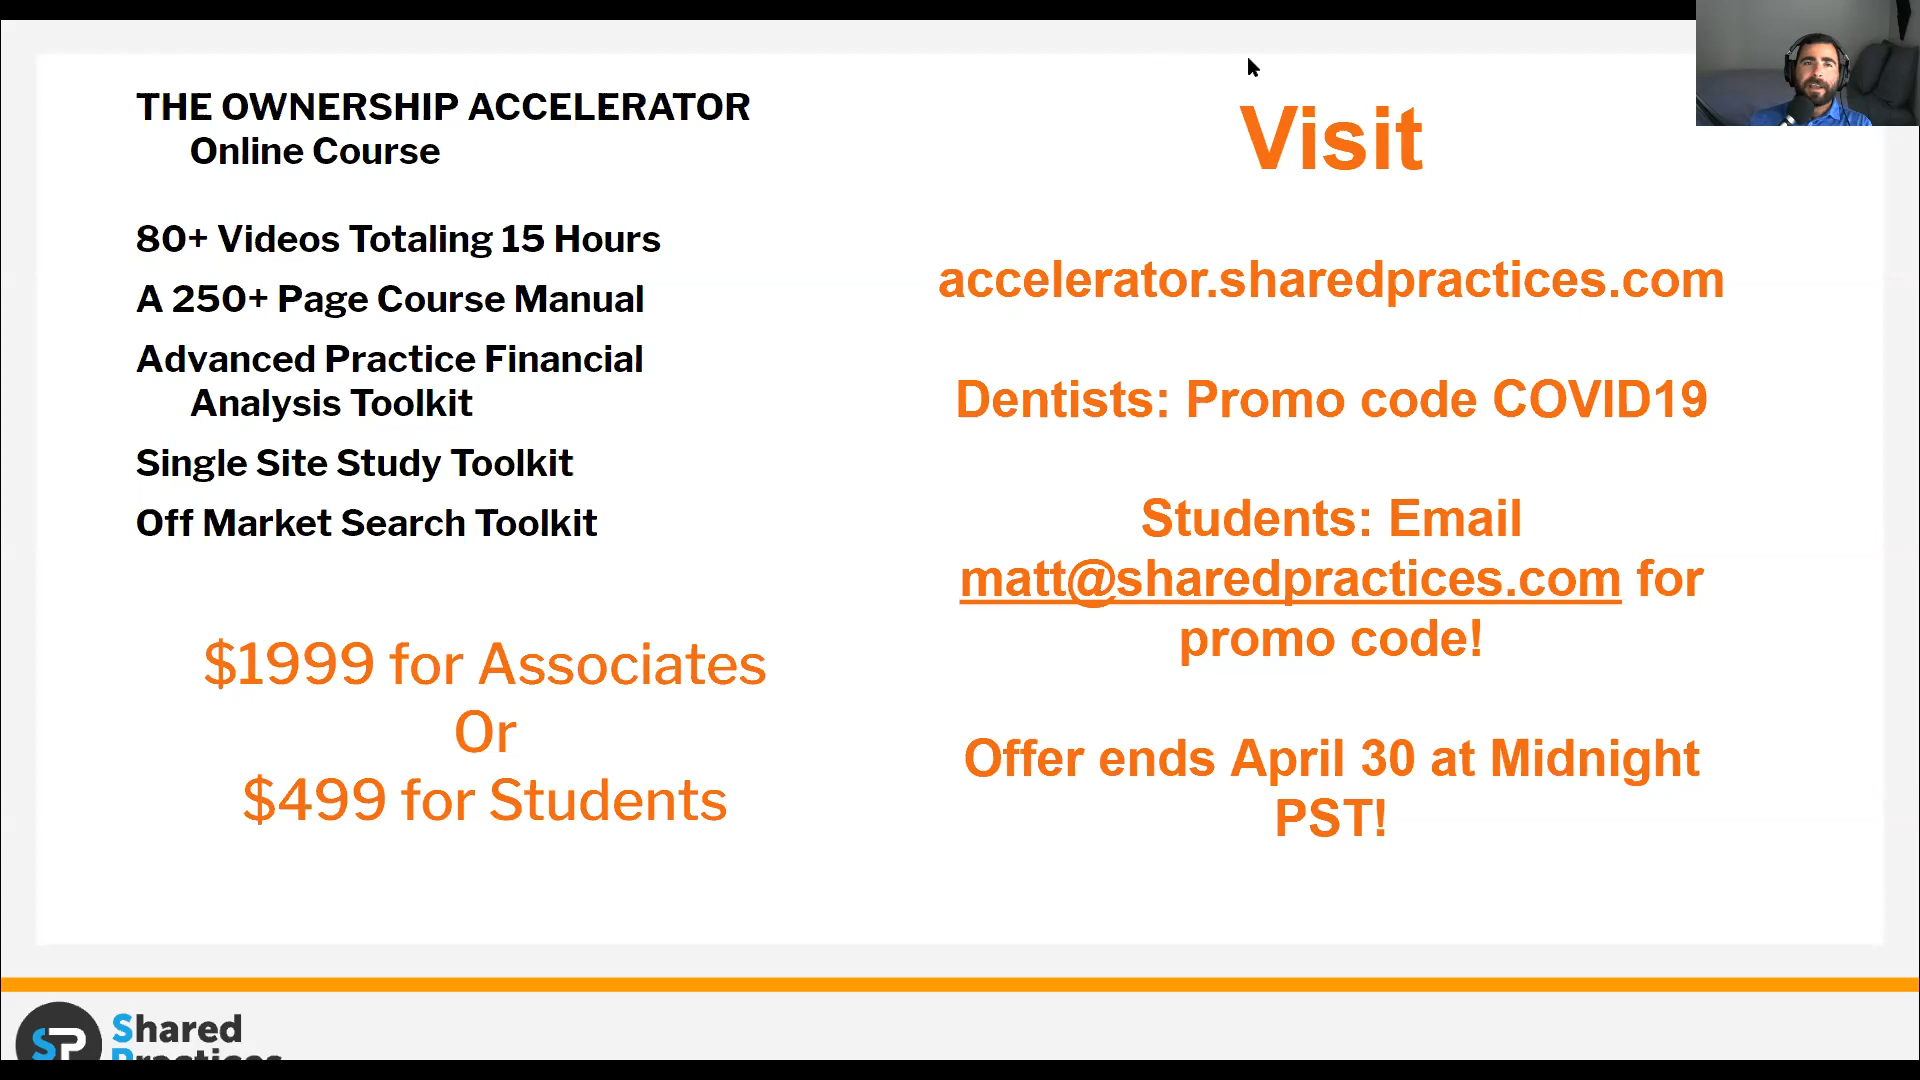 THE OWNERSHIP ACCELERATOR
Online Course
80+ Videos Totaling 15 Hours
A 250+ Page Course Manual
Advanced Practice Financial
Analysis Toolkit
Single Site Study Toolkit
Off Market Search Toolkit
$1999 for Associates
Or
$499 for Students
Visit
accelerator.sharedpractices.com
Dentists: Promo code COVID19
Students: Email
matt@sharedpractices.com for
promo code!
Offer ends April 30 at Midnight
PST!
SP
Shared
Practices